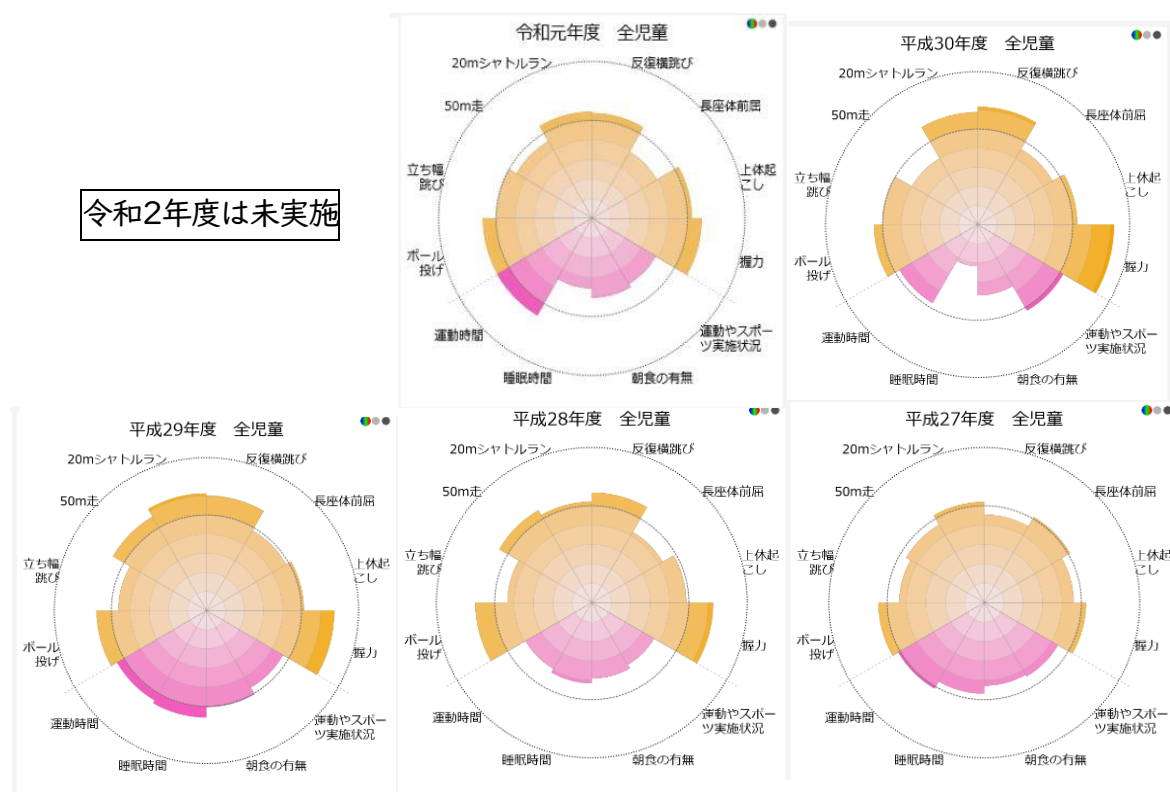 令和2年度は未実施
令和元年度 全児童
20mシャトルラン
反復横跳び
50m走
長座体前屈
立ち幅
跳び
上体起
こし
ボール
投げ
握力
運動時間
運動やスポー
ツ実施状況
睡眠時間
朝食の有無
平成30年度 全児童
20mシャトルラン
反復横跳び
50m走
長座体前屈
立ち幅
跳び
上体起
こし
ボール
投げ
握力
運動時間
運動やスポー
ツ実施状況
睡眠時間
朝食の有無
平成29年度 全児童
20mシャトルラン
反復横跳び
50m走
長座体前屈
立ち幅
跳び
上体起
こし
ボール
投げ
握力
運動時間
運動やスポー
ツ実施状況
睡眠時間
朝食の有無
平成28年度 全児童
20mシャトルラン
反復横跳び
50m走
長座体前屈
立ち幅
跳び
上体起
こし
ボール
投げ
握力
運動時間
運動やスポー
ツ実施状況
睡眠時間
朝食の有無
平成27年度 全児童
20mシャトルラン
反復横跳び
50m走
長座体前屈
立ち幅
跳び
上体起
こし
ボール
投げ
握力
運動時間
運動やスポー
ツ実施状況
睡眠時間
朝食の有無